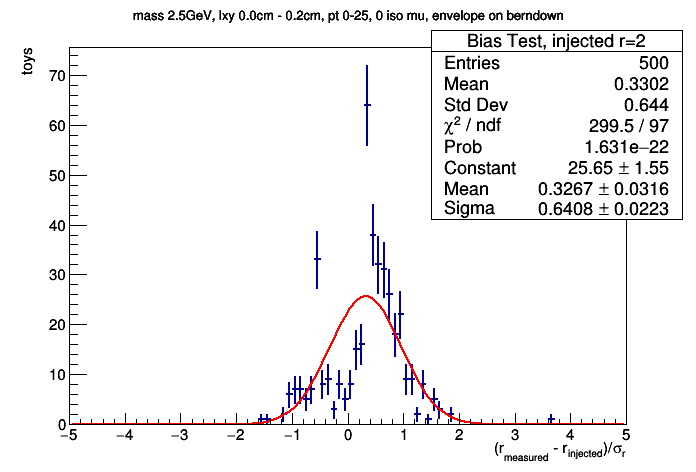 mass 2.5GeV, lxy 0.0cm - 0.2cm, pt 0-25, 0 iso mu, envelope on berndown
Bias Test, injected r=2
Entries 500
Mean 0.3302
Std Dev 0.644
χ² / ndf 299.5 / 97
Prob 1.631e−22
Constant 25.65 ± 1.55
Mean 0.3267 ± 0.0316
Sigma 0.6408 ± 0.0223
toys
70
60
50
40
30
20
10
0
−5 −4 −3 −2 −1 0 1 2 3 4 5
(r_measured - r_injected)/σ_r